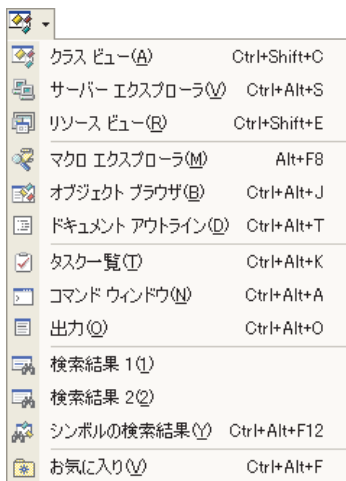 クラス ビュー(A) Ctrl+Shift+C
サーバー エクスプローラ(V) Ctrl+Alt+S
リソース ビュー(R) Ctrl+Shift+E
マクロ エクスプローラ(M) Alt+F8
オブジェクト ブラウザ(B) Ctrl+Alt+J
ドキュメント アウトライン(D) Ctrl+Alt+T
タスク一覧(T) Ctrl+Alt+K
コマンド ウィンドウ(N) Ctrl+Alt+A
出力(O) Ctrl+Alt+O
検索結果 1(1)
検索結果 2(2)
シンボルの検索結果(Y) Ctrl+Alt+F12
お気に入り(V) Ctrl+Alt+F